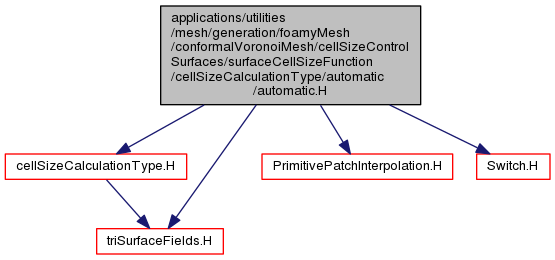 applications/utilities
/mesh/generation/foamyMesh
/conformalVoronoiMesh/cellSizeControl
Surfaces/surfaceCellSizeFunction
/cellSizeCalculationType/automatic
/automatic.H
cellSizeCalculationType.H
PrimitivePatchInterpolation.H
Switch.H
triSurfaceFields.H